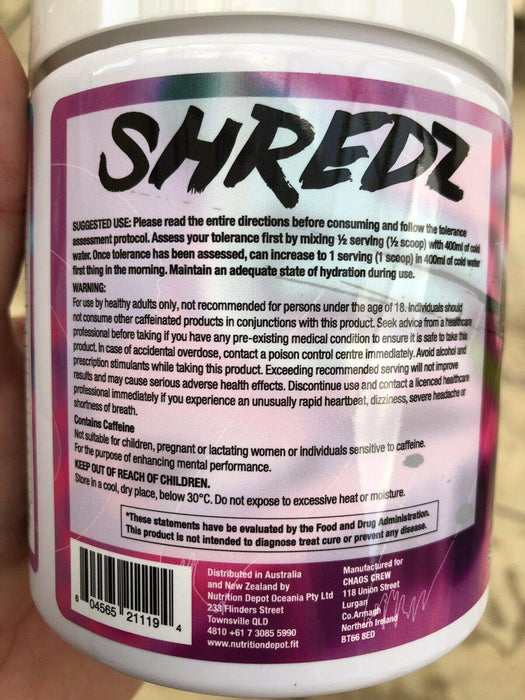 SHREDZ
SUGGESTED USE: Please read the entire directions before consuming and follow the tolerance
assessment protocol. Assess your tolerance first by mixing ½ serving (½ scoop) with 400ml of cold
water. Once tolerance has been assessed, can increase to 1 serving (1 scoop) in 400ml of cold water
first thing in the morning. Maintain an adequate state of hydration during use.
WARNING:
For use by healthy adults only, not recommended for persons under the age of 18. Individuals should
not consume other caffeinated products in conjunctions with this product. Seek advice from a healthcare
professional before taking if you have any pre-existing medical condition to ensure it is safe to take this
product. In case of accidental overdose, contact a poison control centre immediately. Avoid alcohol and
prescription stimulants while taking this product. Exceeding recommended serving will not improve
results and may cause serious adverse health effects. Discontinue use and contact a licenced healthcare
professional immediately if you experience an unusually rapid heartbeat, dizziness, severe headache or
shortness of breath.
Contains Caffeine
Not suitable for children, pregnant or lactating women or individuals sensitive to caffeine.
For the purpose of enhancing mental performance.
KEEP OUT OF REACH OF CHILDREN.
Store in a cool, dry place, below 30°C. Do not expose to excessive heat or moisture.
*These statements have be evaluated by the Food and Drug Administration.
This product is not intended to diagnose treat cure or prevent any disease.
6 04565 21119 4
Distributed in Australia
and New Zealand by
Nutrition Depot Oceania Pty Ltd
233 Flinders Street
Townsville QLD
4810 +61 7 3085 5990
www.nutritiondepot.fit
Manufactured for
CHAOS CREW
118 Union Street
Lurgan
Co.Armagh
Northern Ireland
BT66 8ED